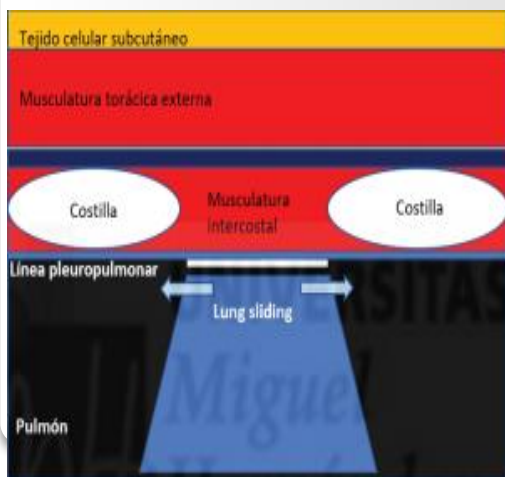 Tejido celular subcutáneo
Musculatura torácica externa
Costilla
Musculatura
intercostal
Costilla
Línea pleuropulmonar
Lung sliding
UNIVERSITAS
Miguel
Pulmón